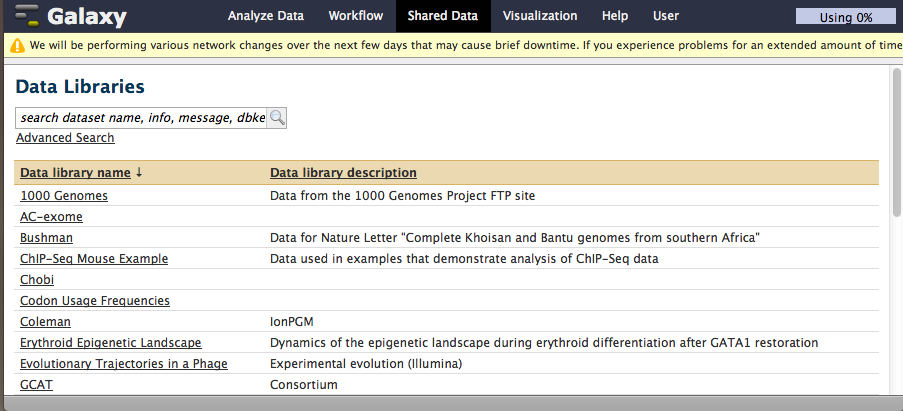 Galaxy Analyze Data Workflow Shared Data Visualization Help User Using 0%
We will be performing various network changes over the next few days that may cause brief downtime. If you experience problems for an extended amount of time
Data Libraries
search dataset name, info, message, dbke
Advanced Search
Data library name ↓ Data library description
1000 Genomes Data from the 1000 Genomes Project FTP site
AC-exome
Bushman Data for Nature Letter "Complete Khoisan and Bantu genomes from southern Africa"
ChIP-Seq Mouse Example Data used in examples that demonstrate analysis of ChIP-Seq data
Chobi
Codon Usage Frequencies
Coleman IonPGM
Erythroid Epigenetic Landscape Dynamics of the epigenetic landscape during erythroid differentiation after GATA1 restoration
Evolutionary Trajectories in a Phage Experimental evolution (Illumina)
GCAT Consortium